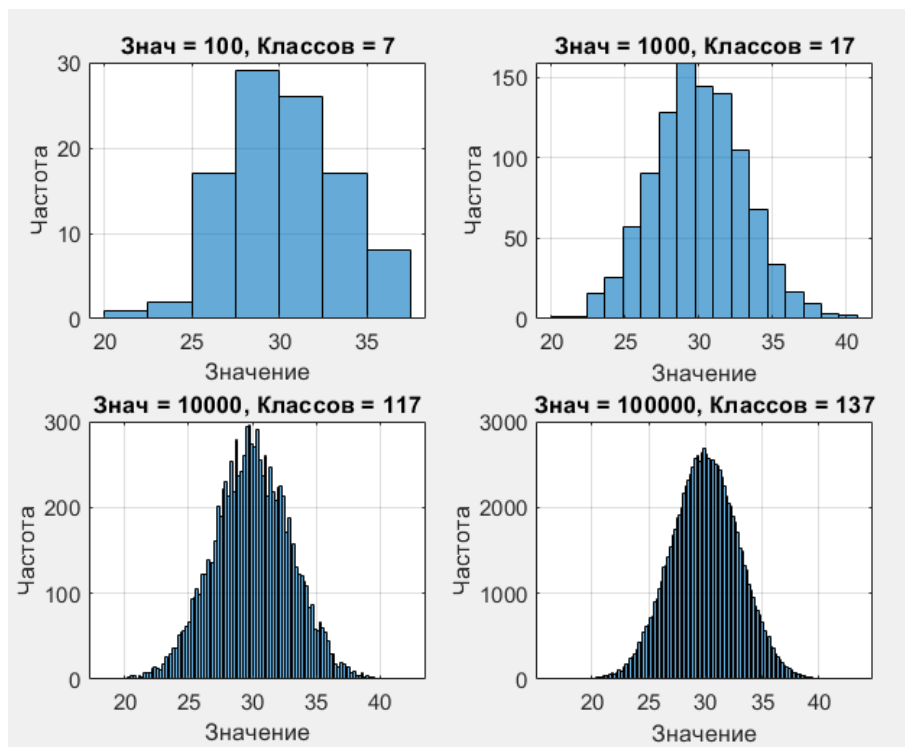 Знач = 100, Классов = 7
30
20
10
0
Частота
20 25 30 35
Значение
Знач = 1000, Классов = 17
150
100
50
0
Частота
20 25 30 35 40
Значение
Знач = 10000, Классов = 117
300
200
100
0
Частота
20 25 30 35 40
Значение
Знач = 100000, Классов = 137
3000
2000
1000
0
Частота
20 25 30 35 40
Значение